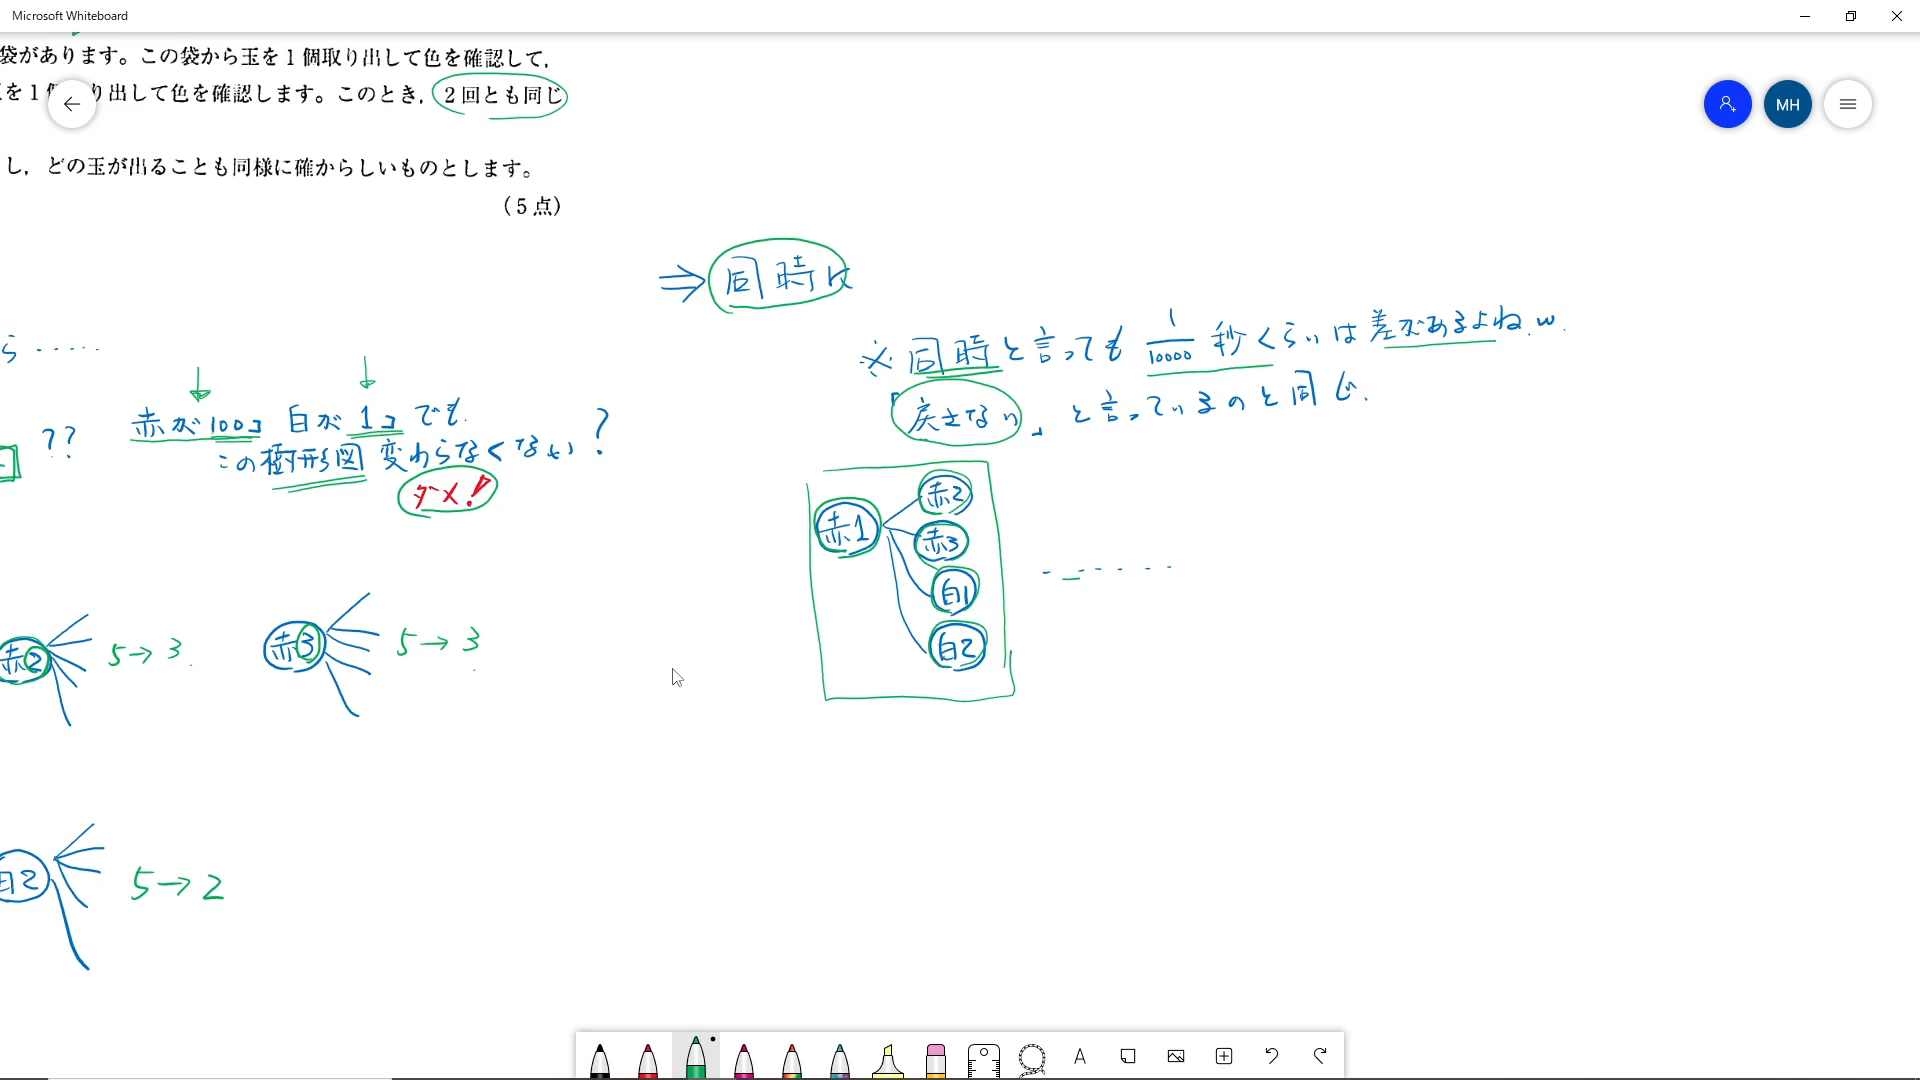 Microsoft Whiteboard
袋があります。この袋から玉を1個取り出して色を確認して,
を1個 り出して色を確認します。このとき, 2回とも同じ
し, どの玉が出ることも同様に確からしいものとします。
(5点)
MH
⇒ 同時に
※ 同時と言っても 1/10000 秒くらいは差があるよね.w.
「戻さない」と言っているのと同じ.
ら ‥‥‥
??
赤が100コ 白が1コ でも.
この樹形図 変わらなくない?
ダメ!
赤1
赤2
赤3
白1
白2
赤2 5→3.
赤3 5→3.
白2 5→2
A